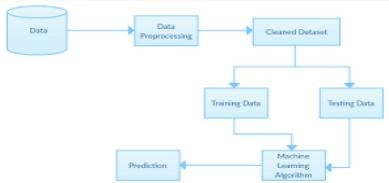 Data
Data
Preprocessing
Cleaned Dataset
Training Data
Testing Data
Prediction
Machine
Learning
Algorithm